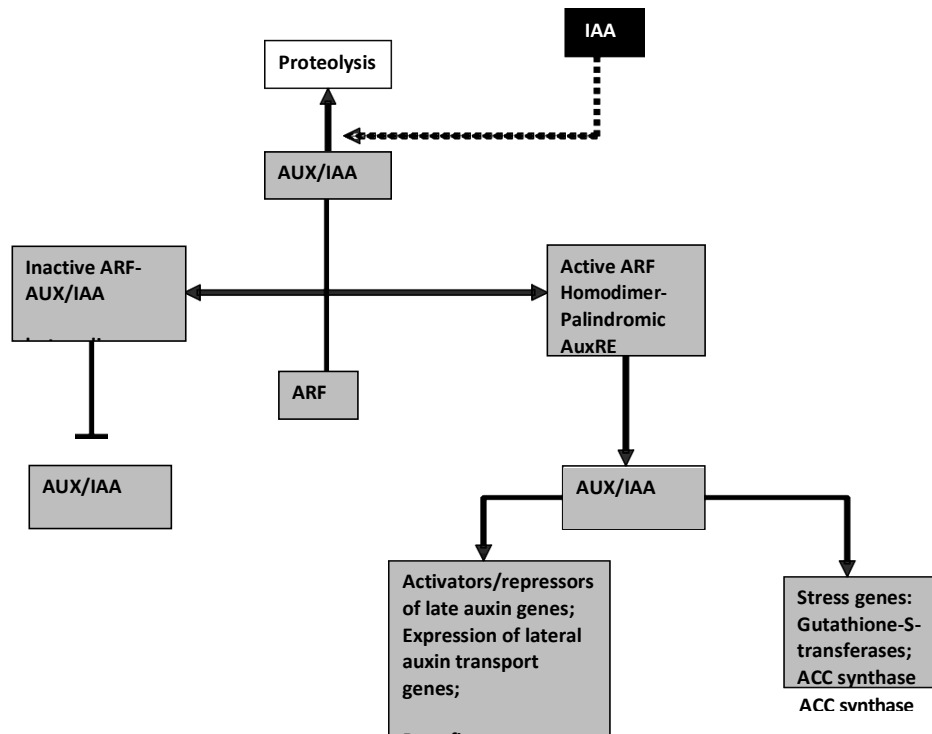 IAA
Proteolysis
AUX/IAA
Inactive ARF-
AUX/IAA
Active ARF
Homodimer-
Palindromic
AuxRE
ARF
AUX/IAA
AUX/IAA
Activators/repressors
of late auxin genes;
Expression of lateral
auxin transport
genes;
Stress genes:
Gutathione-S-
transferases;
ACC synthase
ACC synthase